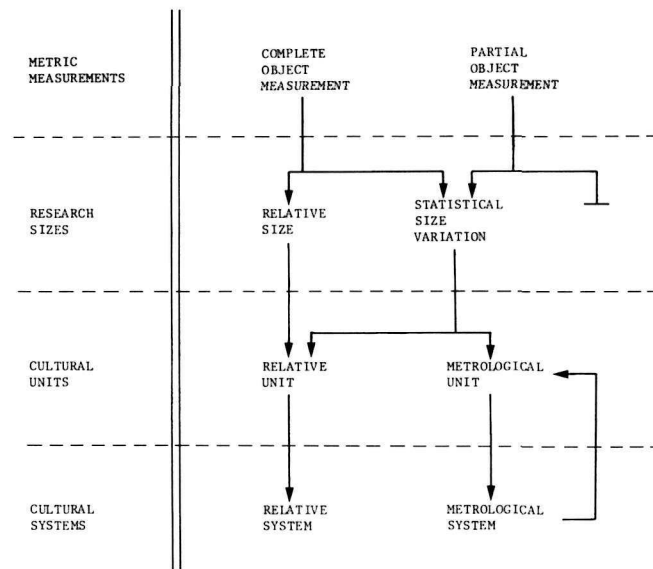 METRIC
MEASUREMENTS
COMPLETE
OBJECT
MEASUREMENT
PARTIAL
OBJECT
MEASUREMENT
RESEARCH
SIZES
RELATIVE
SIZE
STATISTICAL
SIZE
VARIATION
CULTURAL
UNITS
RELATIVE
UNIT
METROLOGICAL
UNIT
CULTURAL
SYSTEMS
RELATIVE
SYSTEM
METROLOGICAL
SYSTEM